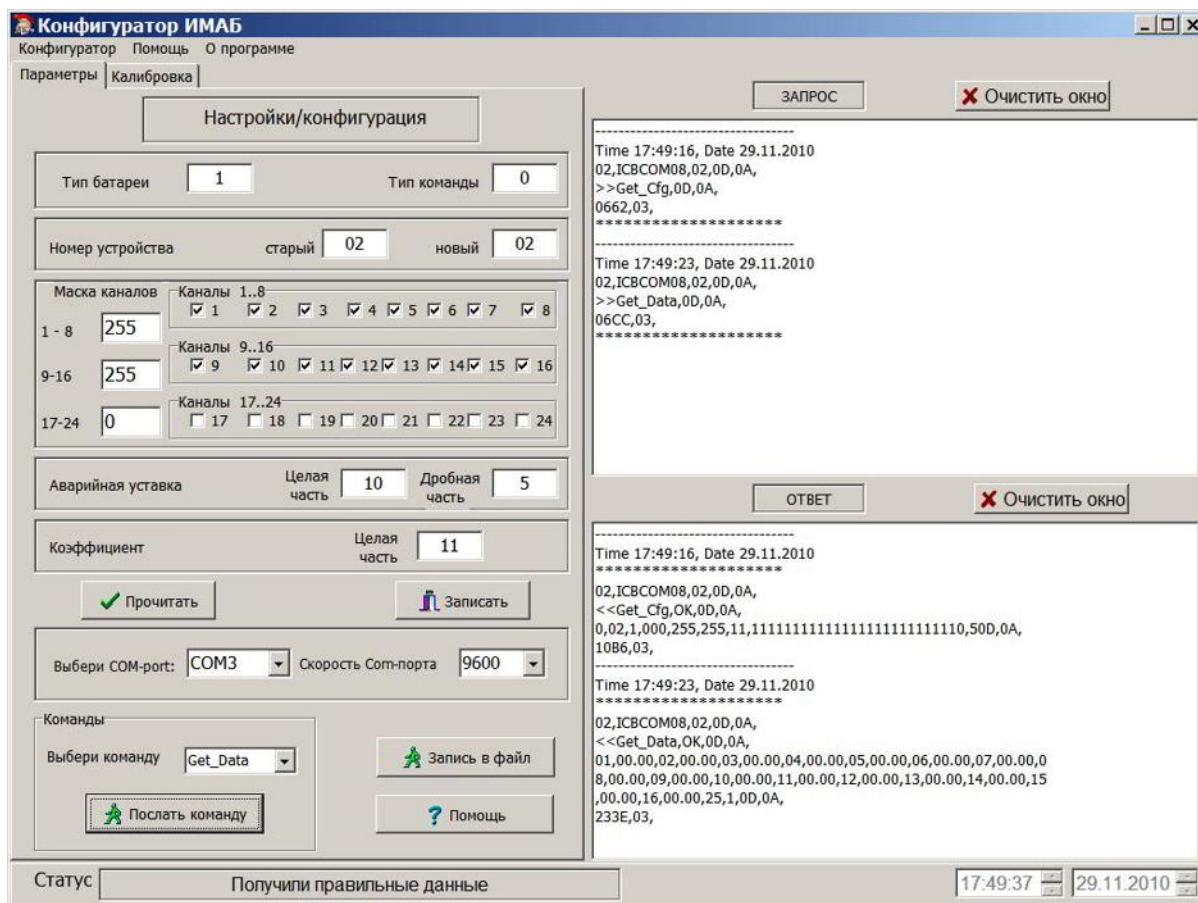 Конфигуратор ИМАБ
Конфигуратор Помощь О программе
Параметры Калибровка
Настройки/конфигурация
Тип батареи 1 Тип команды 0
Номер устройства старый 02 новый 02
Маска каналов Каналы 1..8
1 - 8 255 1 2 3 4 5 6 7 8
Каналы 9..16
9-16 255 9 10 11 12 13 14 15 16
Каналы 17..24
17-24 0 17 18 19 20 21 22 23 24
Аварийная уставка Целая часть 10 Дробная часть 5
Коэффициент Целая часть 11
Прочитать Записать
Выбери COM-port: COM3 Скорость Com-порта 9600
Команды
Выбери команду Get_Data
Запись в файл
Послать команду
Помощь
ЗАПРОС Очистить окно
----------------------------------
Time 17:49:16, Date 29.11.2010
02,ICBCOM08,02,0D,0A,
>>Get_Cfg,0D,0A,
0662,03,
*********************
----------------------------------
Time 17:49:23, Date 29.11.2010
02,ICBCOM08,02,0D,0A,
>>Get_Data,0D,0A,
06CC,03,
*********************
ОТВЕТ Очистить окно
----------------------------------
Time 17:49:16, Date 29.11.2010
*********************
02,ICBCOM08,02,0D,0A,
<<Get_Cfg,OK,0D,0A,
0,02,1,000,255,255,11,11111111111111111111111110,50D,0A,
10B6,03,
----------------------------------
Time 17:49:23, Date 29.11.2010
*********************
02,ICBCOM08,02,0D,0A,
<<Get_Data,OK,0D,0A,
01,00.00,02,00.00,03,00.00,04,00.00,05,00.00,06,00.00,07,00.00,0
8,00.00,09,00.00,10,00.00,11,00.00,12,00.00,13,00.00,14,00.00,15
,00.00,16,00.00,25,1,0D,0A,
233E,03,
Статус Получили правильные данные 17:49:37 29.11.2010